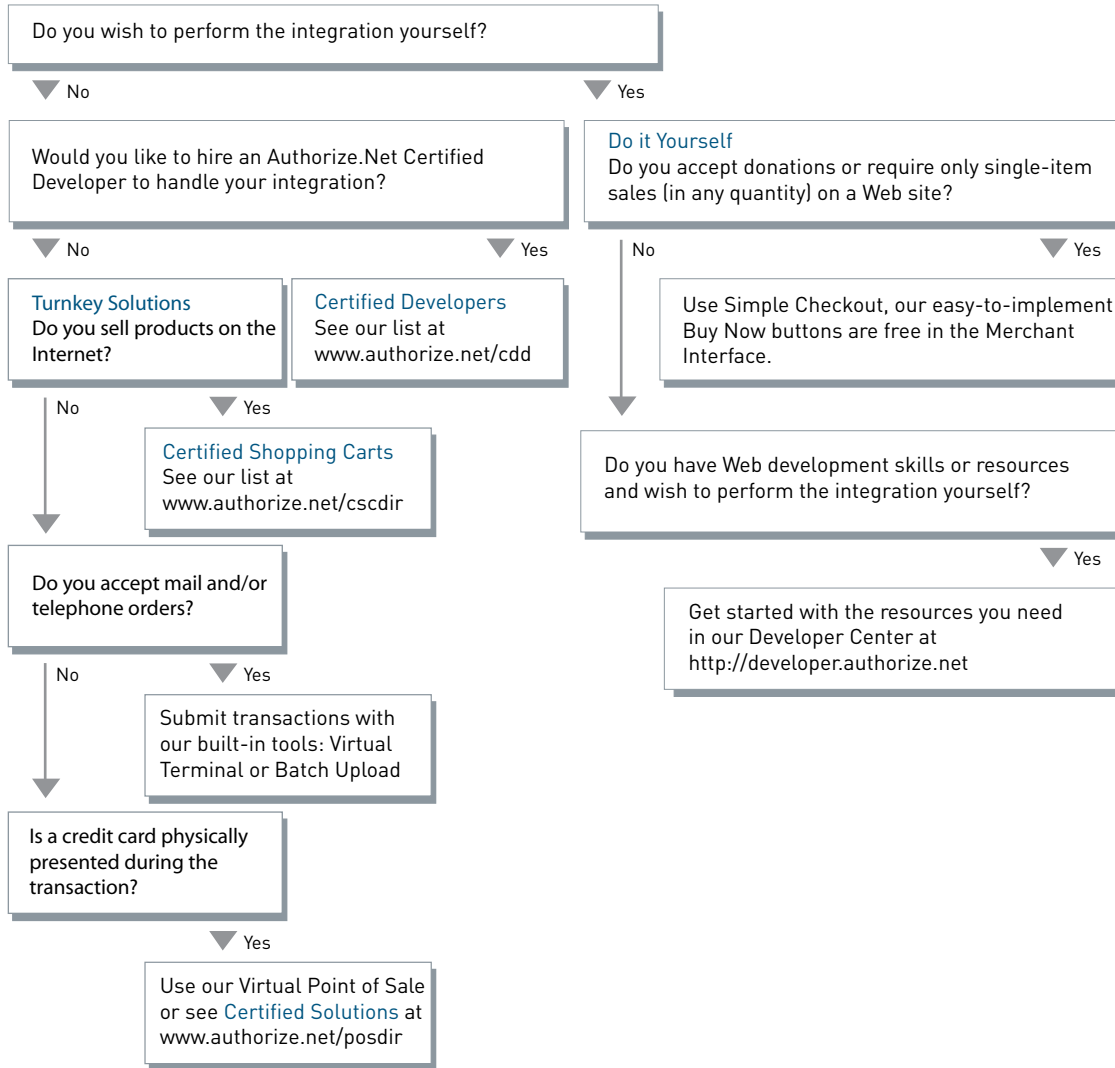 Do you wish to perform the integration yourself?
No
Yes
Would you like to hire an Authorize.Net Certified
Developer to handle your integration?
Do it Yourself
Do you accept donations or require only single-item
sales (in any quantity) on a Web site?
No
Yes
No
Yes
Turnkey Solutions
Do you sell products on the
Internet?
Certified Developers
See our list at
www.authorize.net/cdd
Use Simple Checkout, our easy-to-implement
Buy Now buttons are free in the Merchant
Interface.
No
Yes
Certified Shopping Carts
See our list at
www.authorize.net/cscdir
Do you have Web development skills or resources
and wish to perform the integration yourself?
Yes
Do you accept mail and/or
telephone orders?
Get started with the resources you need
in our Developer Center at
http://developer.authorize.net
No
Yes
Submit transactions with
our built-in tools: Virtual
Terminal or Batch Upload
Is a credit card physically
presented during the
transaction?
Yes
Use our Virtual Point of Sale
or see Certified Solutions at
www.authorize.net/posdir